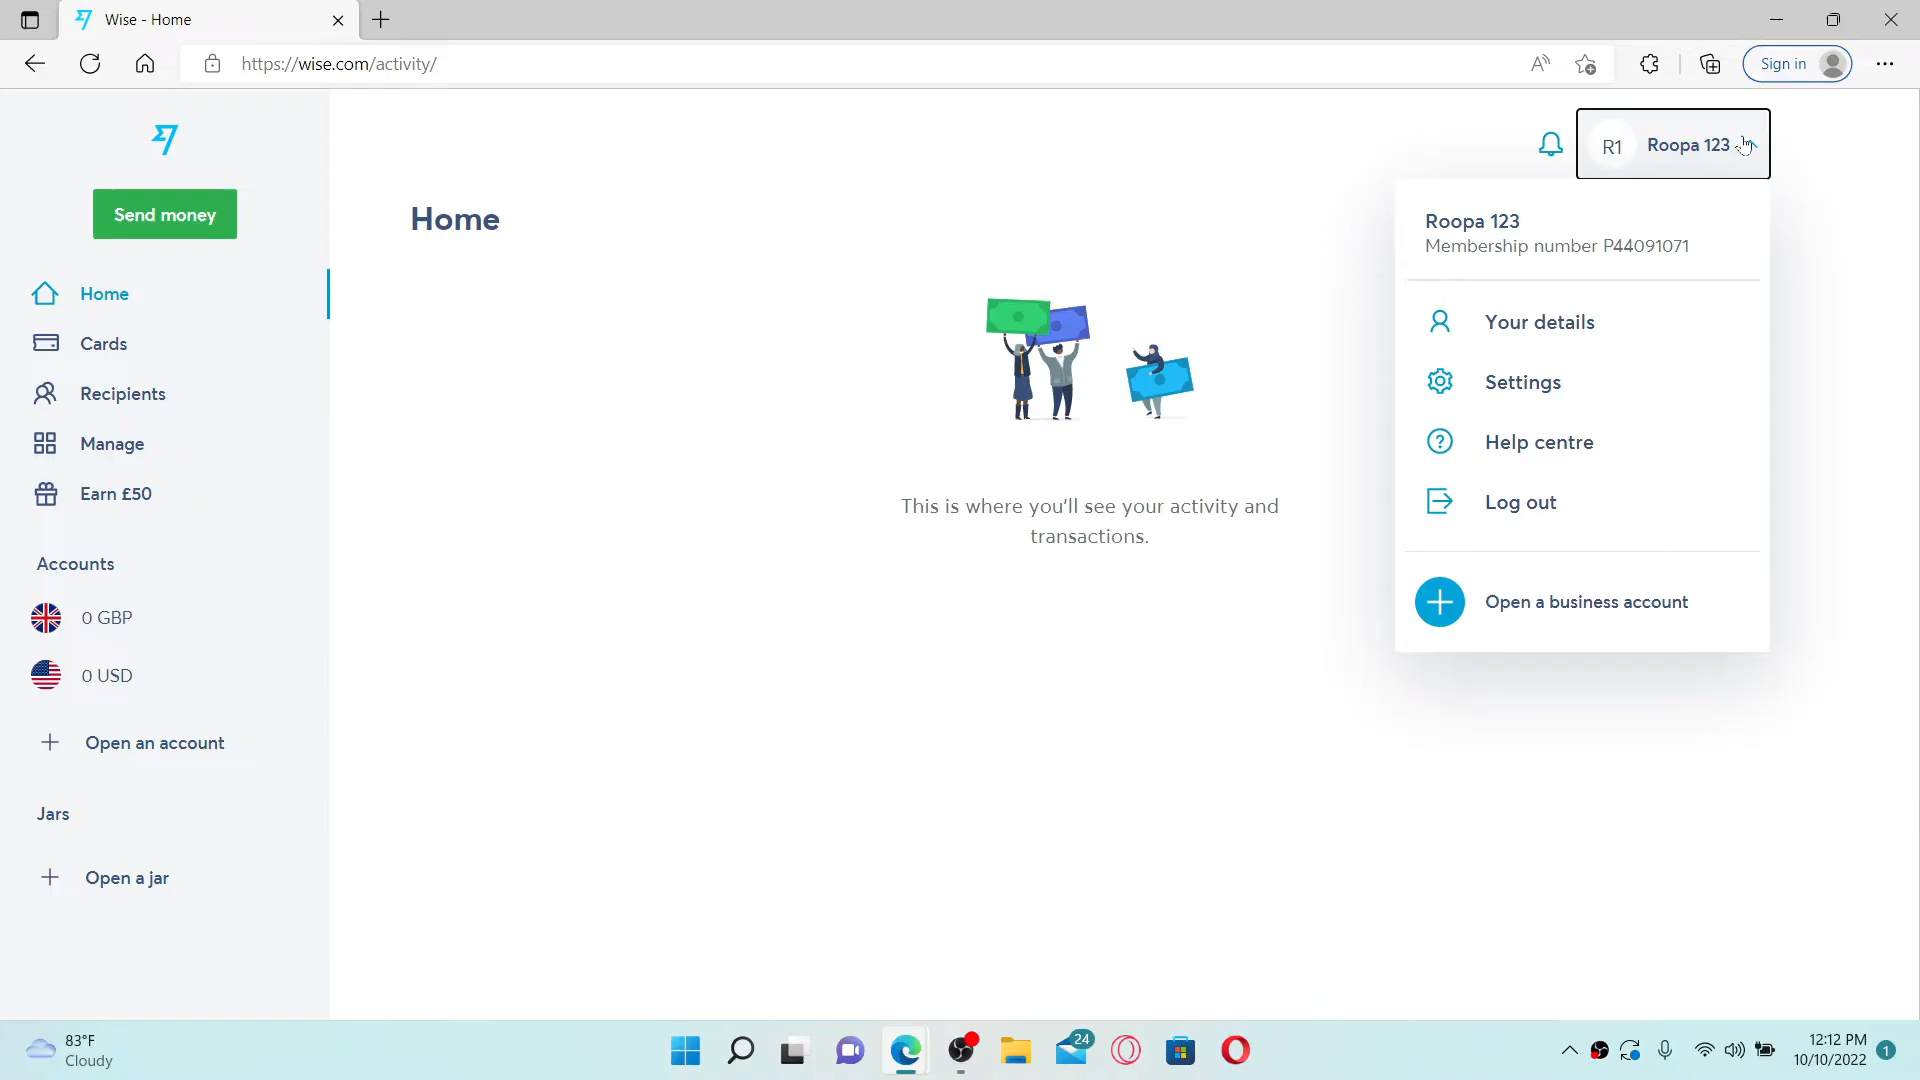 Wise - Home
https://wise.com/activity/
Sign in
Send money
Home
Cards
Recipients
Manage
Earn £50
Accounts
0 GBP
0 USD
Open an account
Jars
Open a jar
Home
This is where you'll see your activity and
transactions.
R1 Roopa 123
Roopa 123
Membership number P44091071
Your details
Settings
Help centre
Log out
Open a business account
83°F
Cloudy
24
12:12 PM
10/10/2022
1